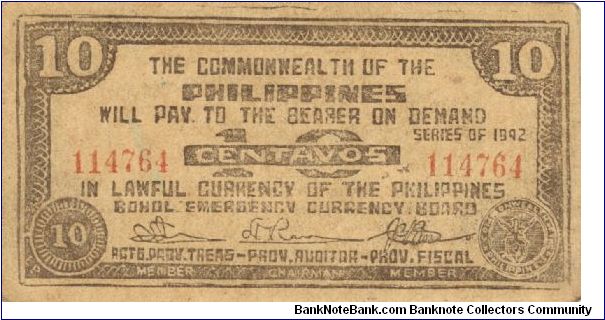 10 10
THE COMMONWEALTH OF THE
PHILIPPINES
WILL PAY TO THE BEARER ON DEMAND
SERIES OF 1942
10
114764 CENTAVOS 114764
IN LAWFUL CURRENCY OF THE PHILIPPINES
BOHOL EMERGENCY CURRENCY BOARD
10
ACTG. PROV. TREAS - PROV. AUDITOR - PROV. FISCAL
MEMBER CHAIRMAN MEMBER
BankNoteBank.com Banknote Collectors Community